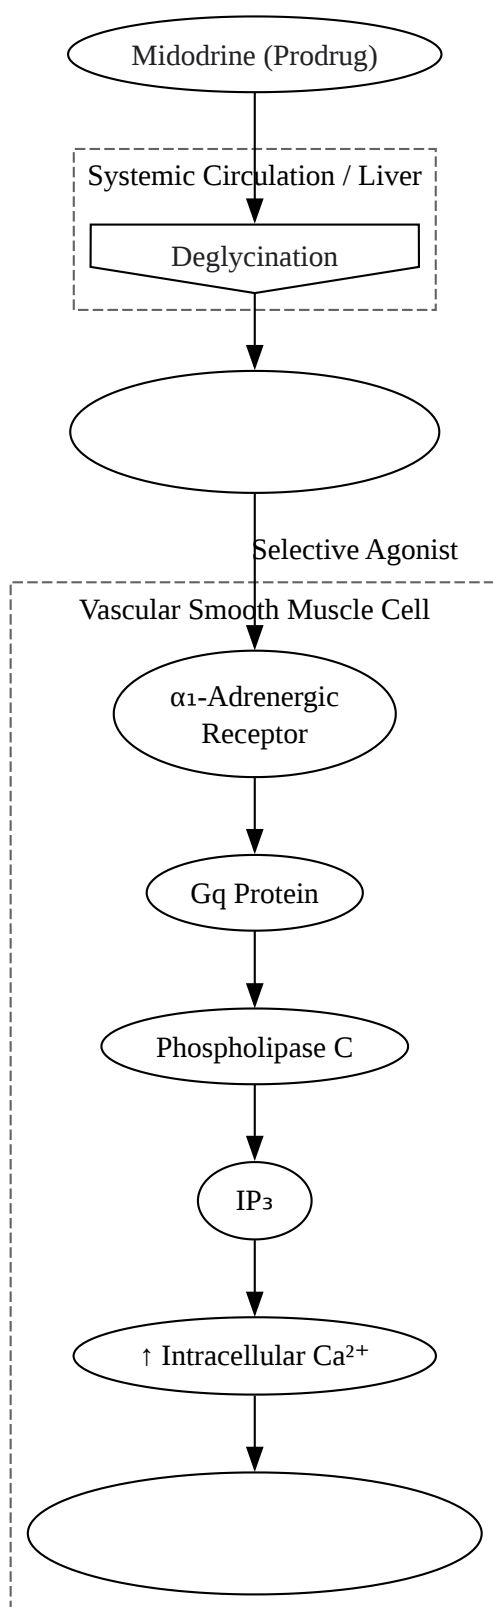 Midodrine (Prodrug)
Systemic Circulation / Liver
Deglycination
Selective Agonist
Vascular Smooth Muscle Cell
α₁-Adrenergic
Receptor
Gq Protein
Phospholipase C
IP₃
↑ Intracellular Ca²⁺